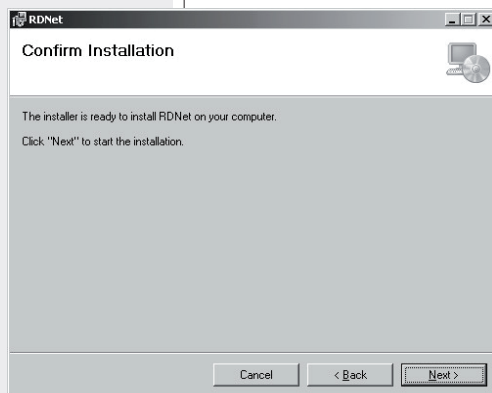 RDNet
Confirm Installation
The installer is ready to install RDNet on your computer.
Click "Next" to start the installation.
Cancel
< Back
Next >